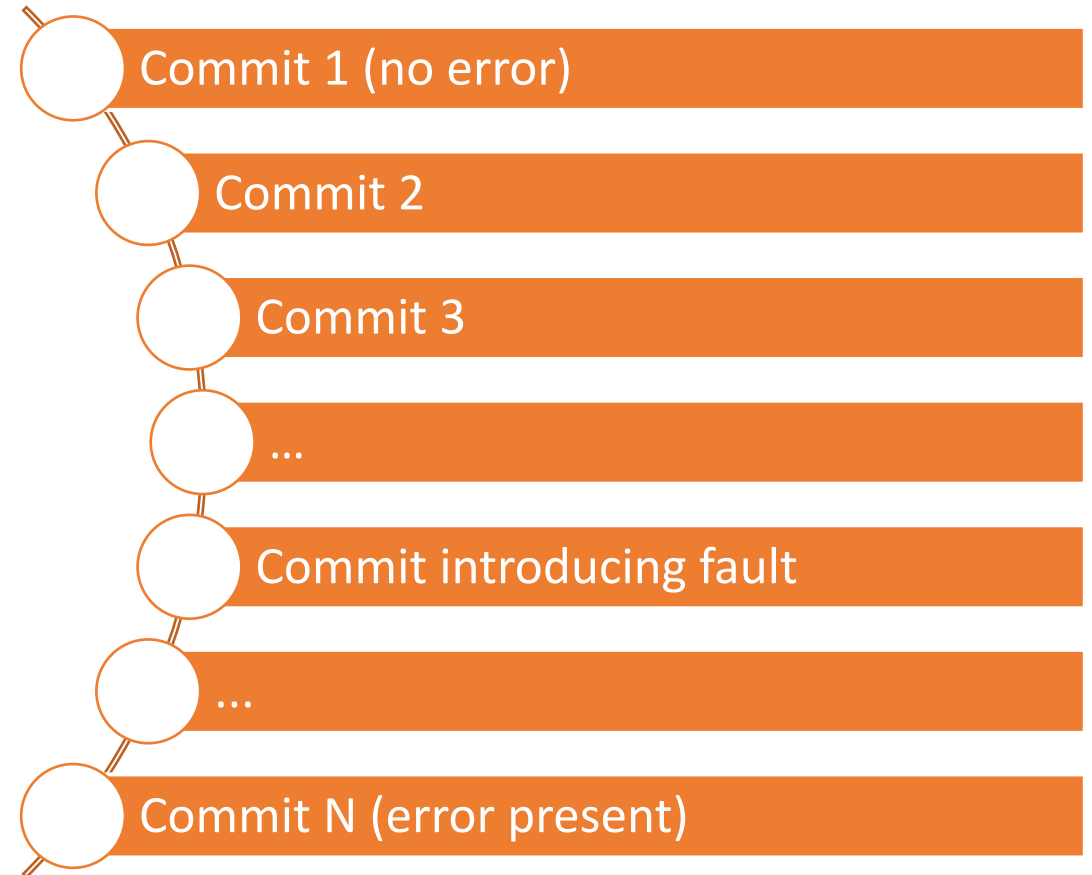 Commit 1 (no error)
Commit 2
Commit 3
...
Commit introducing fault
...
Commit N (error present)